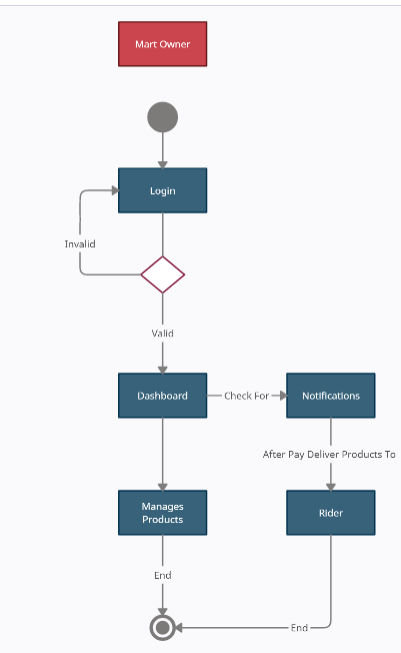 Mart Owner
Login
Invalid
Valid
Dashboard
Check For
Notifications
After Pay Deliver Products To
Manages
Products
Rider
End
End